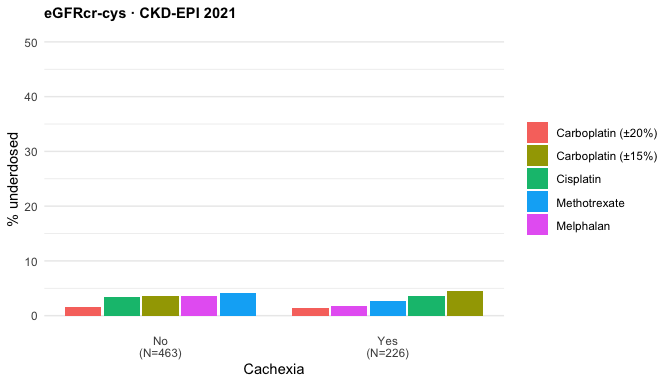 eGFRcr-cys · CKD-EPI 2021
% underdosed
50
40
30
20
10
0
No
(N=463)
Yes
(N=226)
Cachexia
Carboplatin (±20%)
Carboplatin (±15%)
Cisplatin
Methotrexate
Melphalan